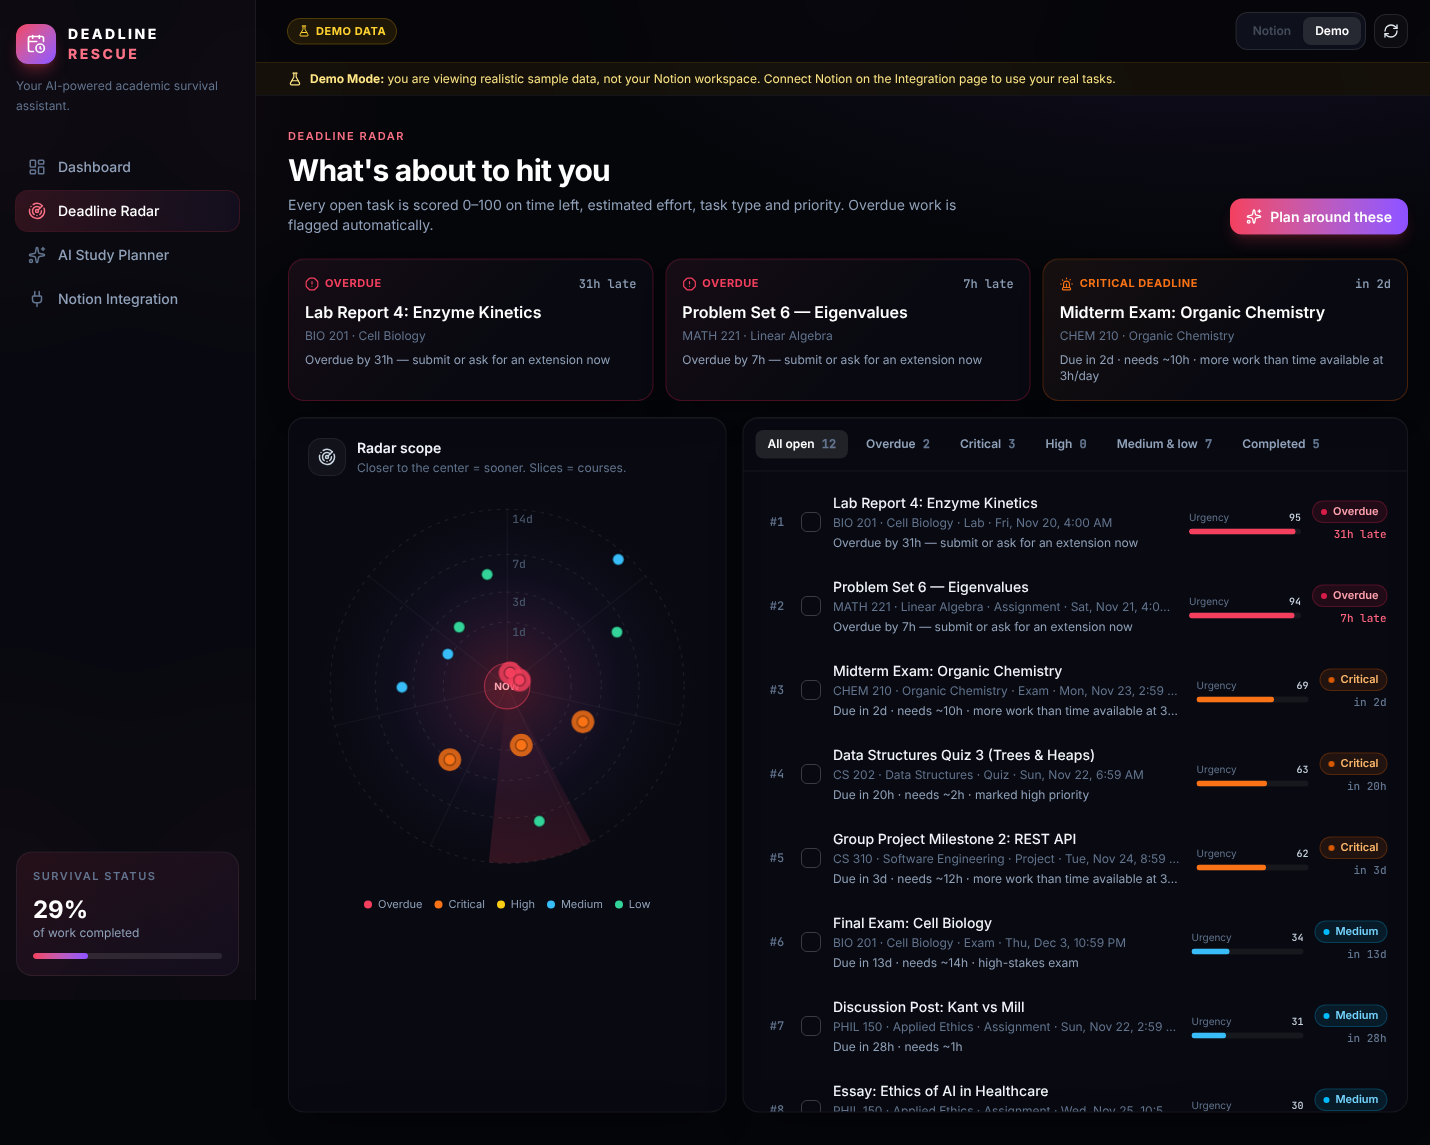 DEADLINE
RESCUE
Your AI-powered academic survival
assistant.
Dashboard
Deadline Radar
AI Study Planner
Notion Integration
SURVIVAL STATUS
29%
of work completed
DEMO DATA
Notion Demo
Demo Mode: you are viewing realistic sample data, not your Notion workspace. Connect Notion on the Integration page to use your real tasks.
DEADLINE RADAR
What's about to hit you
Every open task is scored 0–100 on time left, estimated effort, task type and priority. Overdue work is
flagged automatically.
Plan around these
OVERDUE 31h late
Lab Report 4: Enzyme Kinetics
BIO 201 · Cell Biology
Overdue by 31h — submit or ask for an extension now
OVERDUE 7h late
Problem Set 6 — Eigenvalues
MATH 221 · Linear Algebra
Overdue by 7h — submit or ask for an extension now
CRITICAL DEADLINE in 2d
Midterm Exam: Organic Chemistry
CHEM 210 · Organic Chemistry
Due in 2d · needs ~10h · more work than time available at
3h/day
Radar scope
Closer to the center = sooner. Slices = courses.
14d
7d
3d
1d
Overdue Critical High Medium Low
All open 12 Overdue 2 Critical 3 High 0 Medium & low 7 Completed 5
#1
Lab Report 4: Enzyme Kinetics
BIO 201 · Cell Biology · Lab · Fri, Nov 20, 4:00 AM
Overdue by 31h — submit or ask for an extension now
Urgency 95
Overdue
31h late
#2
Problem Set 6 — Eigenvalues
MATH 221 · Linear Algebra · Assignment · Sat, Nov 21, 4:0...
Overdue by 7h — submit or ask for an extension now
Urgency 94
Overdue
7h late
#3
Midterm Exam: Organic Chemistry
CHEM 210 · Organic Chemistry · Exam · Mon, Nov 23, 2:59 ...
Due in 2d · needs ~10h · more work than time available at 3...
Urgency 69
Critical
in 2d
#4
Data Structures Quiz 3 (Trees & Heaps)
CS 202 · Data Structures · Quiz · Sun, Nov 22, 6:59 AM
Due in 20h · needs ~2h · marked high priority
Urgency 63
Critical
in 20h
#5
Group Project Milestone 2: REST API
CS 310 · Software Engineering · Project · Tue, Nov 24, 8:59 ...
Due in 3d · needs ~12h · more work than time available at 3...
Urgency 62
Critical
in 3d
#6
Final Exam: Cell Biology
BIO 201 · Cell Biology · Exam · Thu, Dec 3, 10:59 PM
Due in 13d · needs ~14h · high-stakes exam
Urgency 34
Medium
in 13d
#7
Discussion Post: Kant vs Mill
PHIL 150 · Applied Ethics · Assignment · Sun, Nov 22, 2:59 ...
Due in 28h · needs ~1h
Urgency 31
Medium
in 28h
#8
Essay: Ethics of AI in Healthcare
PHIL 150 · Applied Ethics · Assignment · Wed, Nov 25, 10:5...
Urgency 30
Medium